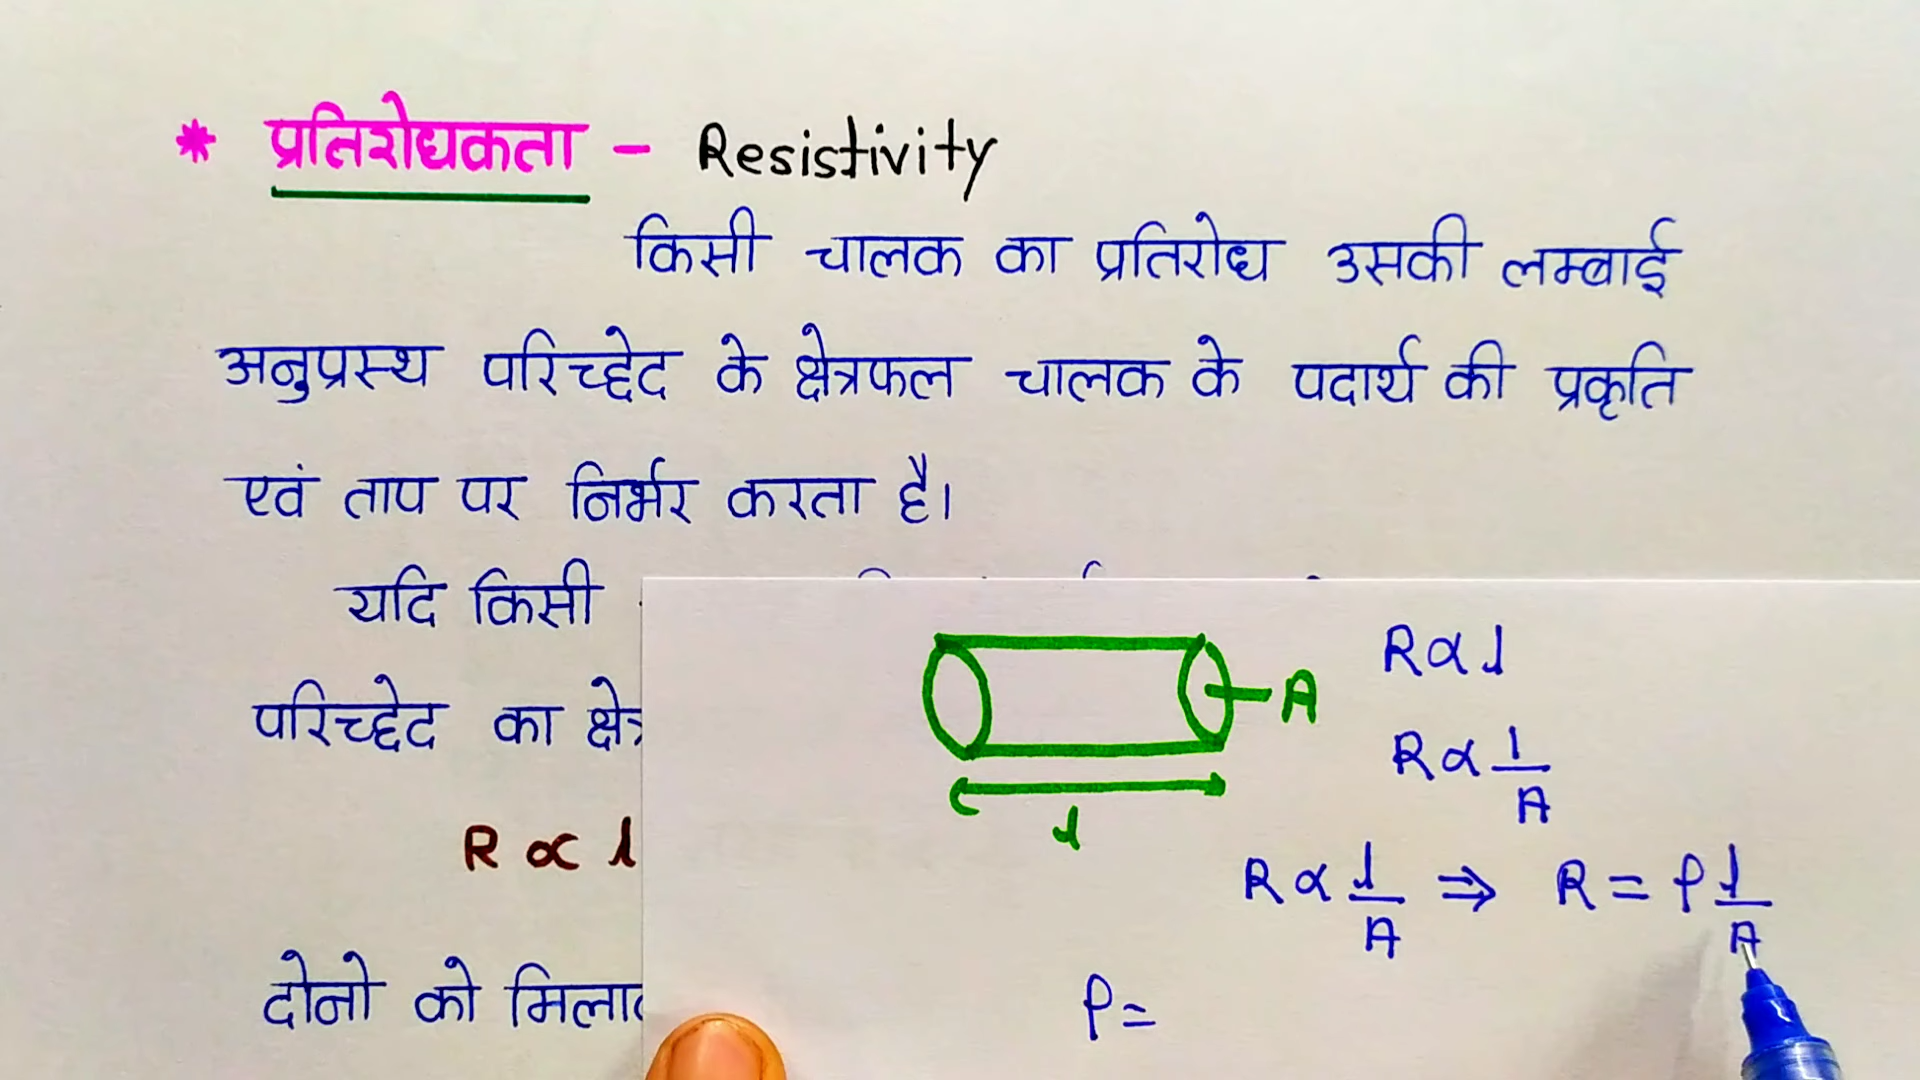 * प्रतिरोधकता - Resistivity
किसी चालक का प्रतिरोध उसकी लम्बाई
अनुप्रस्थ परिच्छेद के क्षेत्रफल चालक के पदार्थ की प्रकृति
एवं ताप पर निर्भर करता है।
यदि किसी
परिच्छेद का
R ∝ l
दोनो को
A
l
R ∝ l
R ∝ 1/A
R ∝ l/A ⇒ R = ρ l/A
ρ =